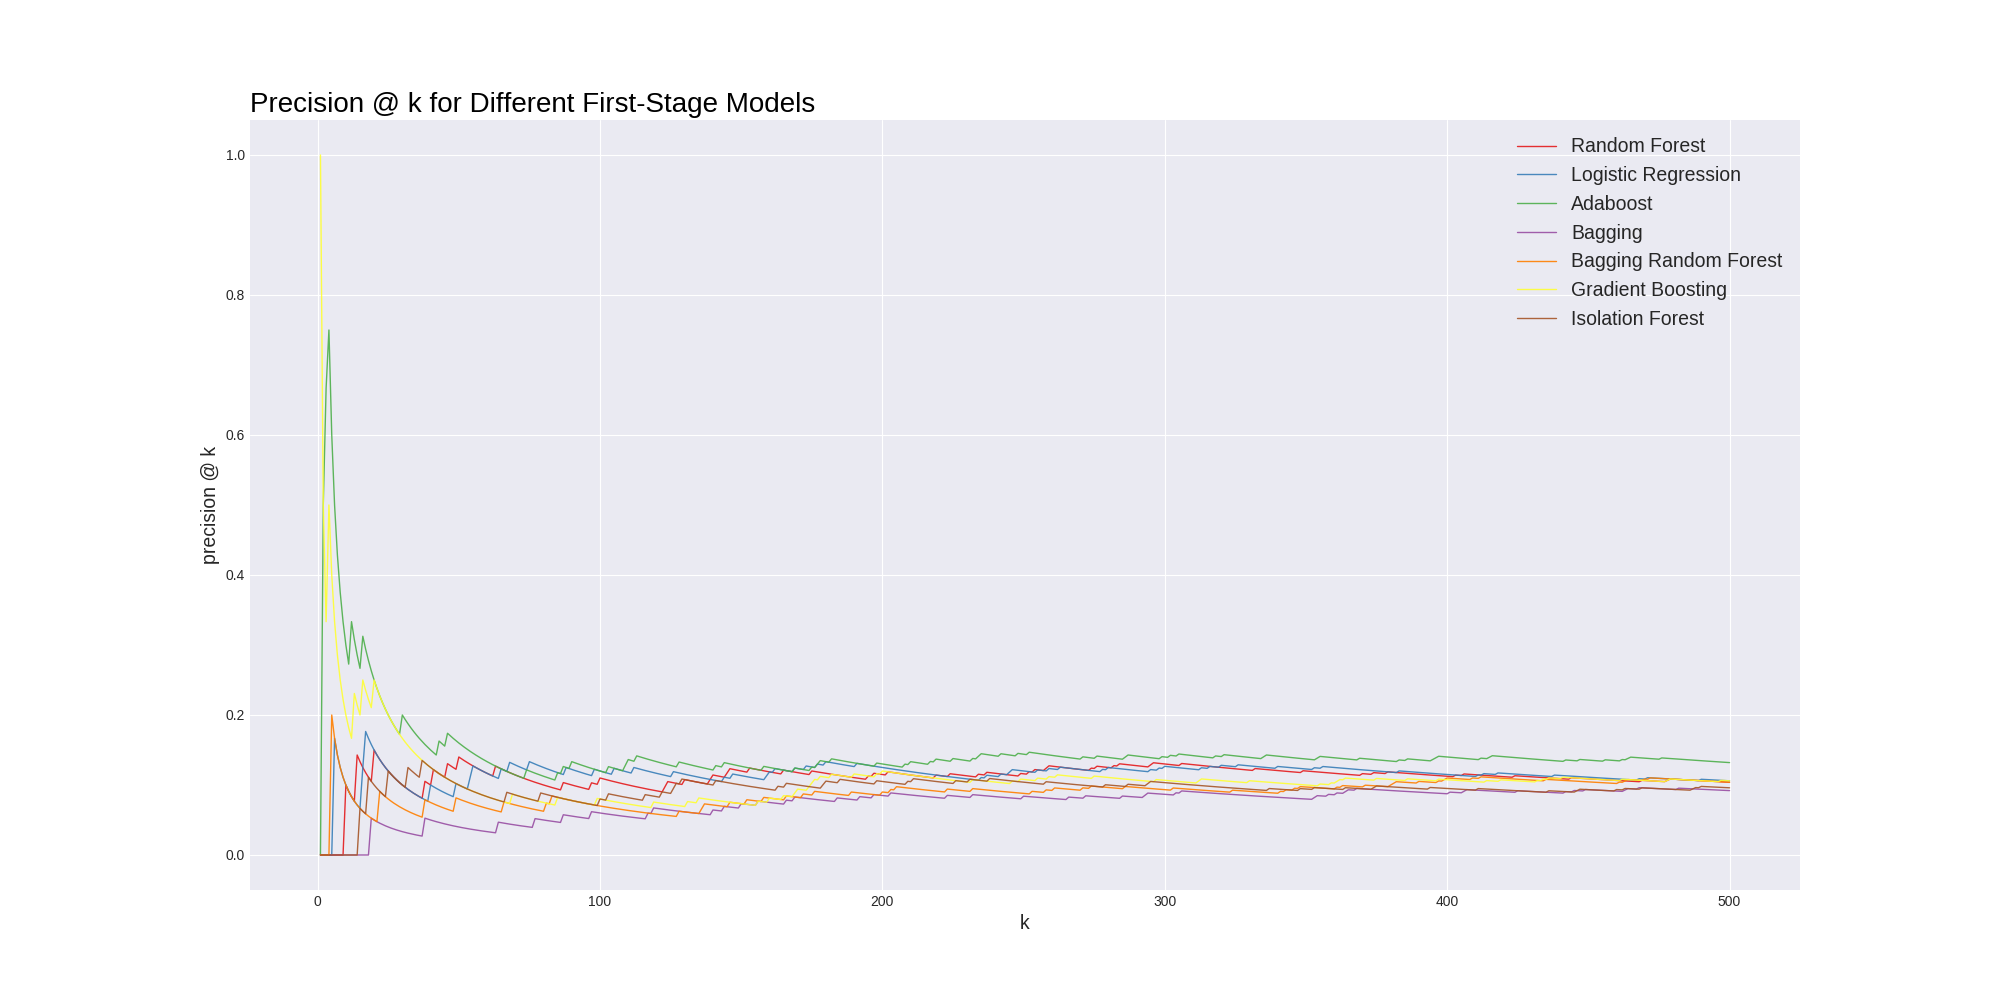 Precision @ k for Different First-Stage Models
1.0
0.8
0.6
0.4
0.2
0.0
precision @ k
0 100 200 300 400 500
k
Random Forest
Logistic Regression
Adaboost
Bagging
Bagging Random Forest
Gradient Boosting
Isolation Forest